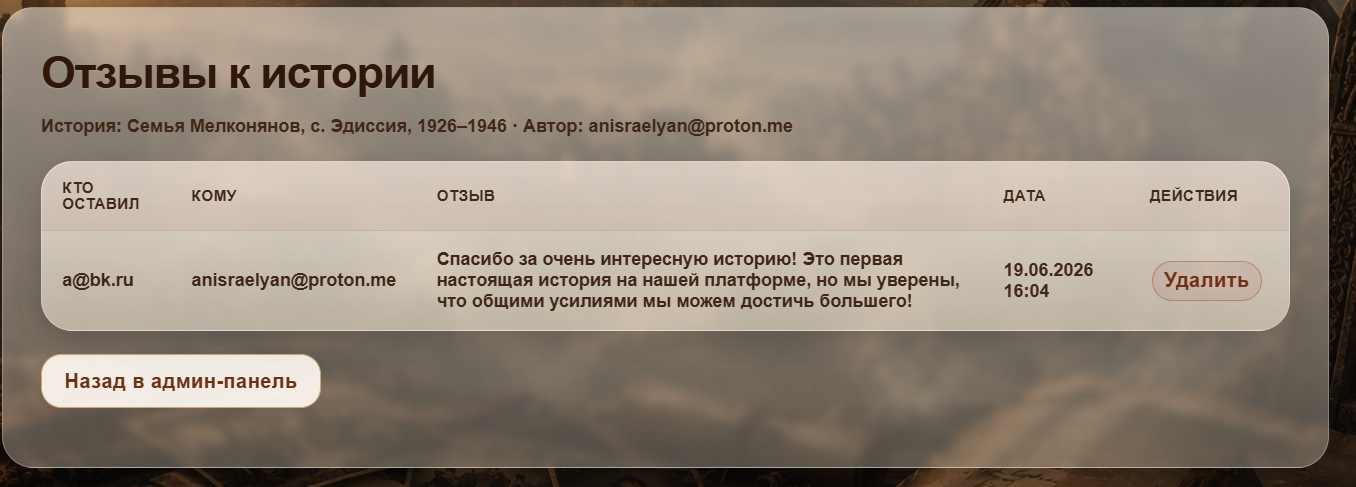 Отзывы к истории
История: Семья Мелконянов, с. Эдиссия, 1926–1946 · Автор: anisraelyan@proton.me
КТО
ОСТАВИЛ
КОМУ
ОТЗЫВ
ДАТА
ДЕЙСТВИЯ
a@bk.ru
anisraelyan@proton.me
Спасибо за очень интересную историю! Это первая
настоящая история на нашей платформе, но мы уверены,
что общими усилиями мы можем достичь большего!
19.06.2026
16:04
Удалить
Назад в админ-панель